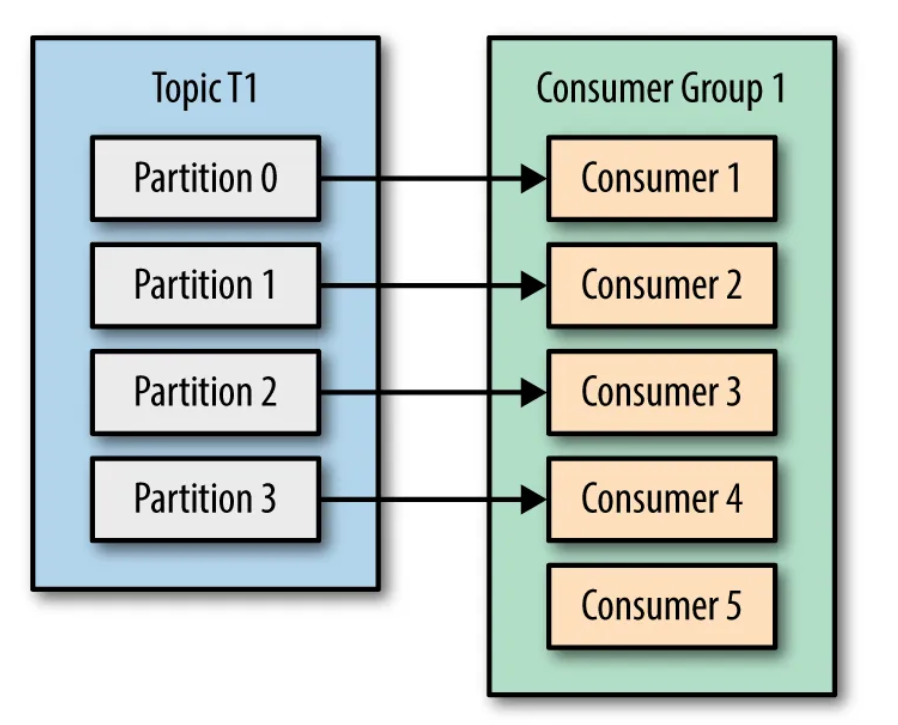 Topic T1
Partition 0
Partition 1
Partition 2
Partition 3
Consumer Group 1
Consumer 1
Consumer 2
Consumer 3
Consumer 4
Consumer 5